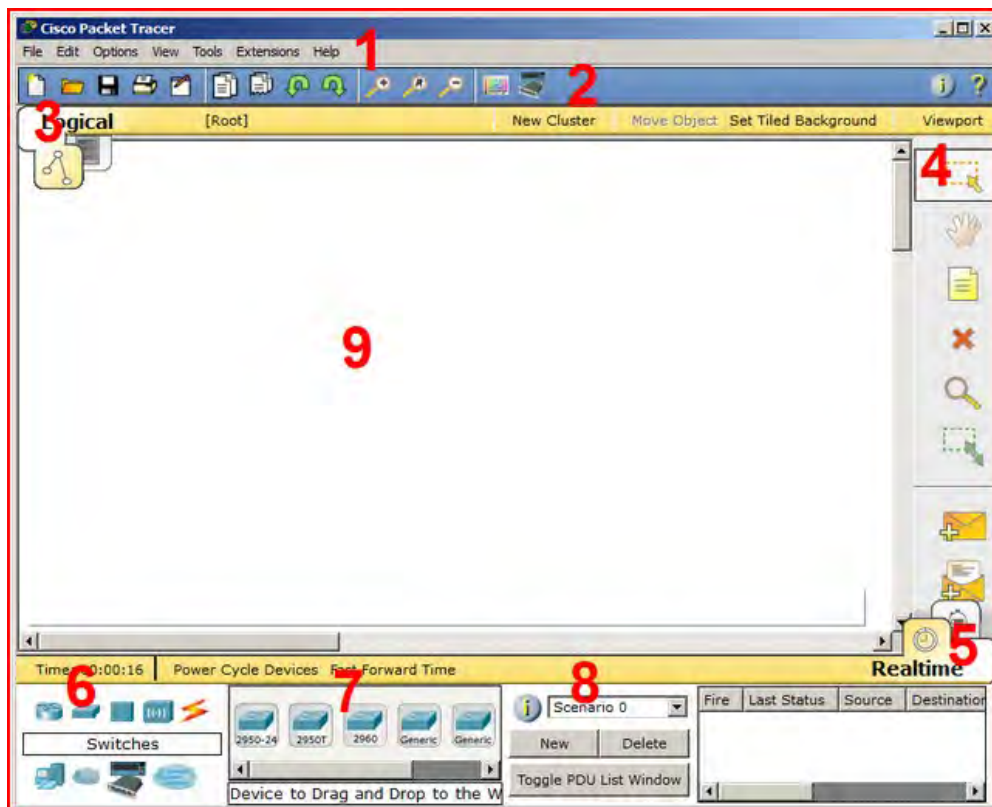 Cisco Packet Tracer
File Edit Options View Tools Extensions Help
1
2
3
Logical [Root] New Cluster Move Object Set Tiled Background Viewport
4
9
5
Time: 0:00:16 Power Cycle Devices Fast Forward Time Realtime
6
7
8
Scenario 0
Fire Last Status Source Destination
2950-24 2950T 2960 Generic Generic
Switches
New Delete
Toggle PDU List Window
Device to Drag and Drop to the W